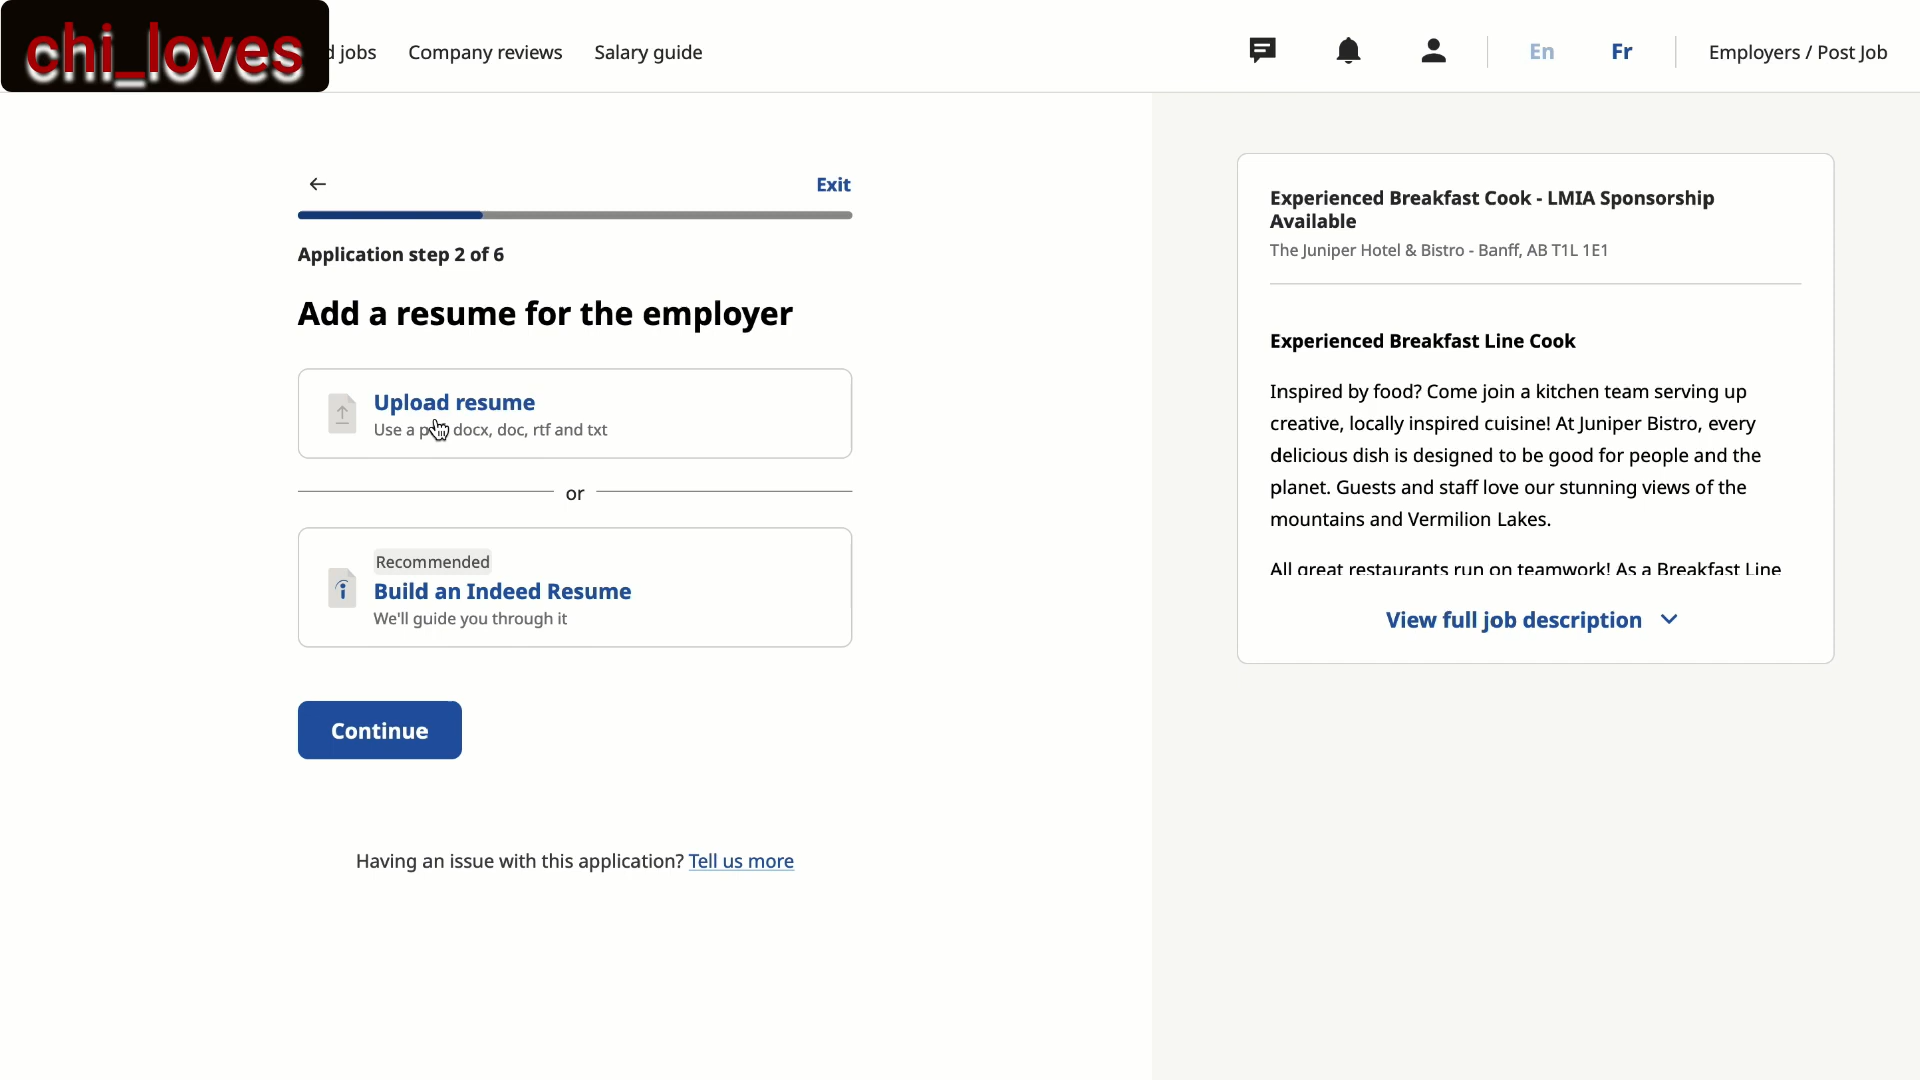 chi_loves
jobs
Company reviews
Salary guide
En
Fr
Employers / Post Job
Exit
Application step 2 of 6
Add a resume for the employer
Upload resume
Use a docx, doc, rtf and txt
or
Recommended
Build an Indeed Resume
We'll guide you through it
Continue
Having an issue with this application? Tell us more
Experienced Breakfast Cook - LMIA Sponsorship
Available
The Juniper Hotel & Bistro - Banff, AB T1L 1E1
Experienced Breakfast Line Cook
Inspired by food? Come join a kitchen team serving up
creative, locally inspired cuisine! At Juniper Bistro, every
delicious dish is designed to be good for people and the
planet. Guests and staff love our stunning views of the
mountains and Vermilion Lakes.
All great restaurants run on teamwork! As a Breakfast Line
View full job description